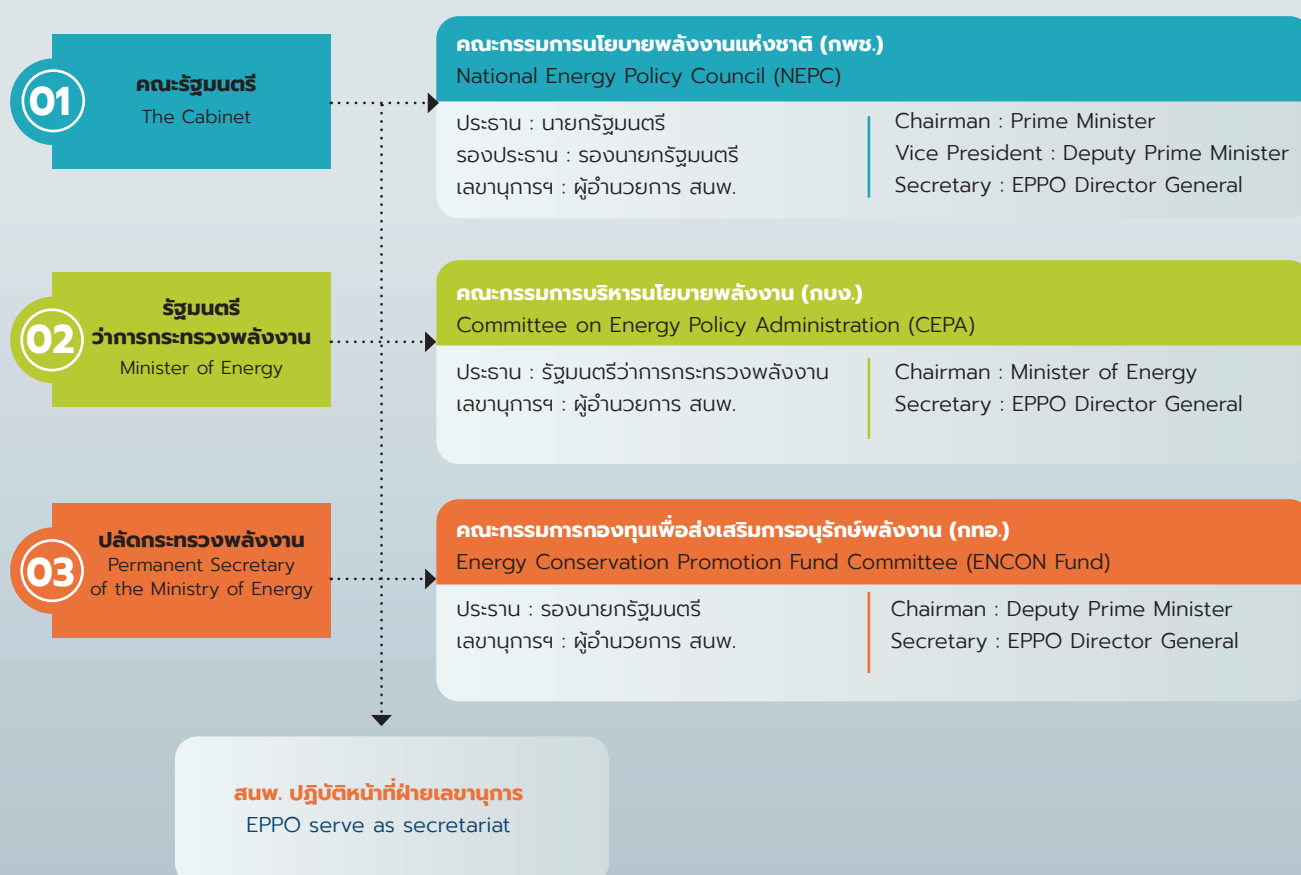 01
คณะรัฐมนตรี
The Cabinet
คณะกรรมการนโยบายพลังงานแห่งชาติ (กพช.)
National Energy Policy Council (NEPC)
ประธาน : นายกรัฐมนตรี
รองประธาน : รองนายกรัฐมนตรี
เลขานุการฯ : ผู้อำนวยการ สนพ.
Chairman : Prime Minister
Vice President : Deputy Prime Minister
Secretary : EPPO Director General
02
รัฐมนตรี
ว่าการกระทรวงพลังงาน
Minister of Energy
คณะกรรมการบริหารนโยบายพลังงาน (กบง.)
Committee on Energy Policy Administration (CEPA)
ประธาน : รัฐมนตรีว่าการกระทรวงพลังงาน
เลขานุการฯ : ผู้อำนวยการ สนพ.
Chairman : Minister of Energy
Secretary : EPPO Director General
03
ปลัดกระทรวงพลังงาน
Permanent Secretary
of the Ministry of Energy
คณะกรรมการกองทุนเพื่อส่งเสริมการอนุรักษ์พลังงาน (กทอ.)
Energy Conservation Promotion Fund Committee (ENCON Fund)
ประธาน : รองนายกรัฐมนตรี
เลขานุการฯ : ผู้อำนวยการ สนพ.
Chairman : Deputy Prime Minister
Secretary : EPPO Director General
สนพ. ปฏิบัติหน้าที่ฝ่ายเลขานุการ
EPPO serve as secretariat